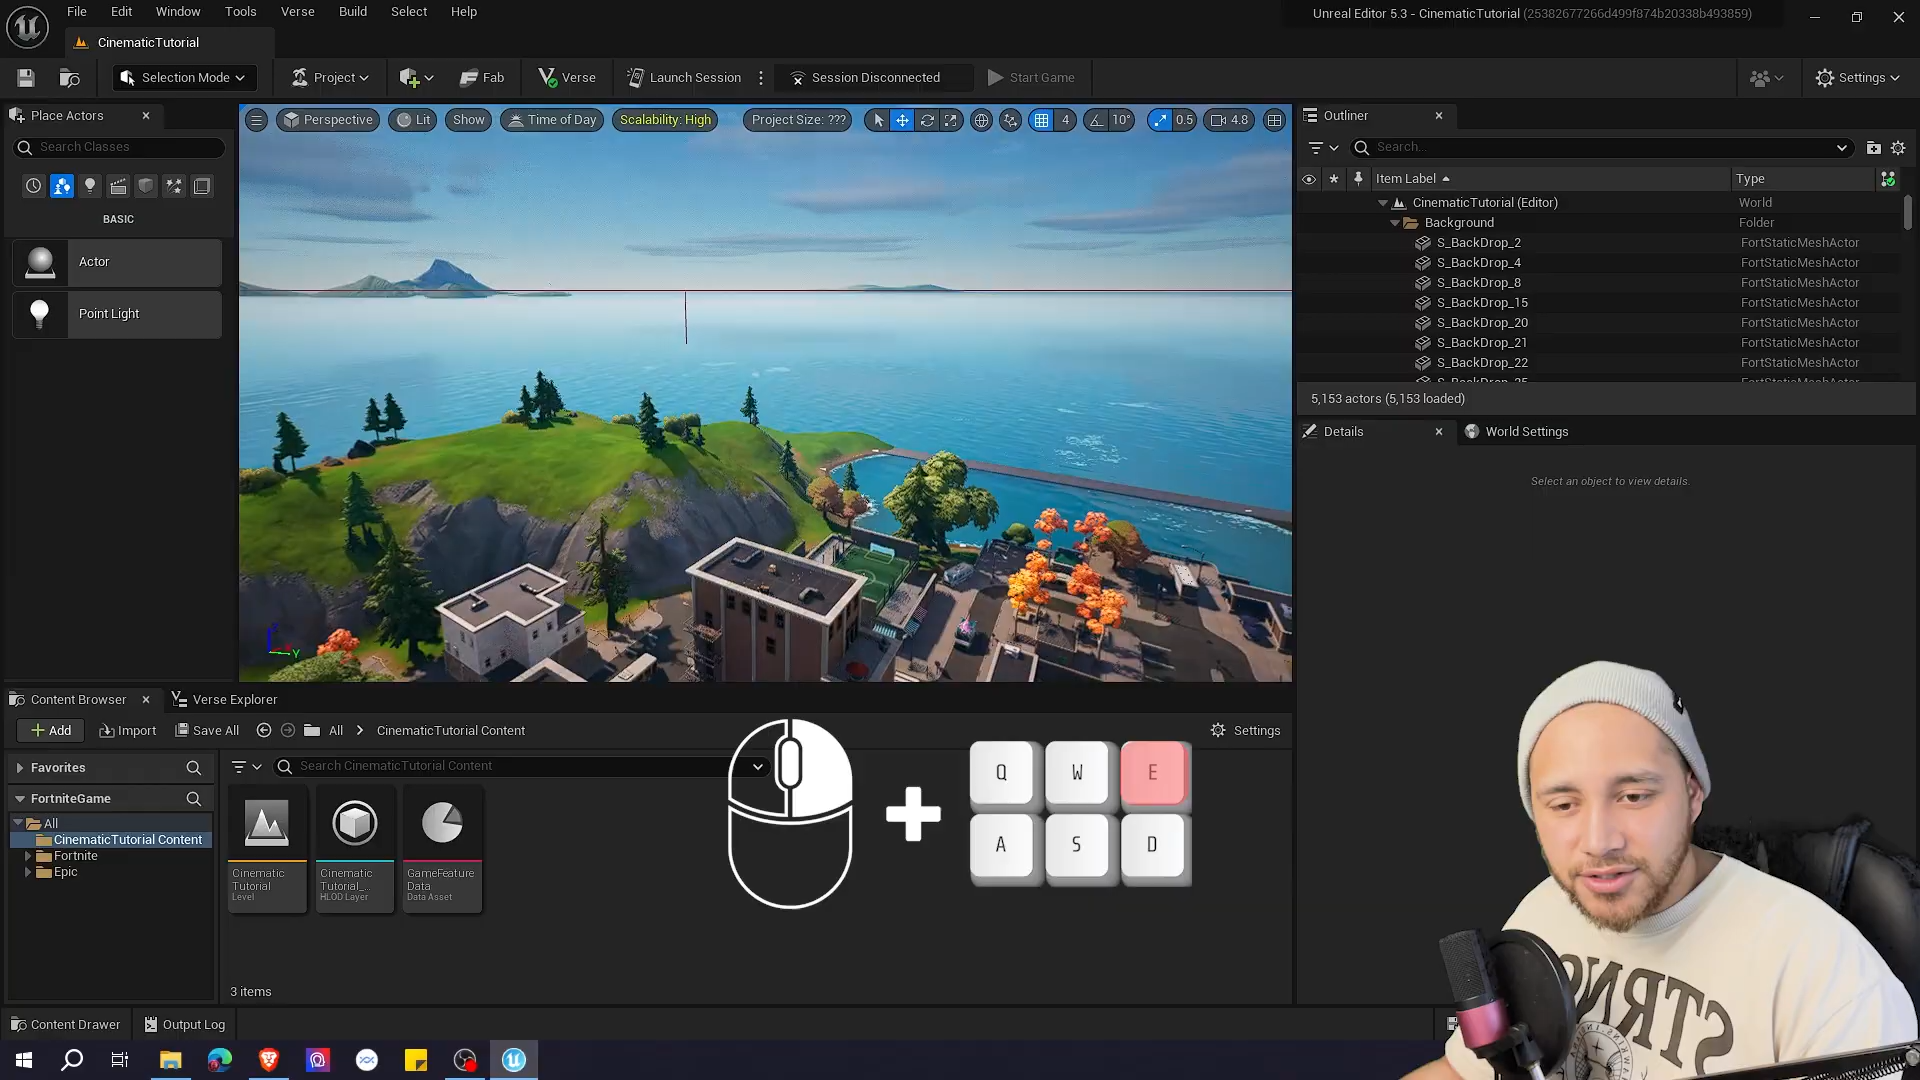 File Edit Window Tools Verse Build Select Help
Unreal Editor 5.3 - CinematicTutorial (25382677266d499f874b20338b493859)
CinematicTutorial
Selection Mode Project Fab Verse Launch Session Session Disconnected Start Game Settings
Place Actors
Search Classes
BASIC
Actor
Point Light
Perspective Lit Show Time of Day Scalability: High Project Size: ??? 4 10° 0.5 4.8
Y
Outliner
Search...
Item Label Type
CinematicTutorial (Editor) World
Background Folder
S_BackDrop_2 FortStaticMeshActor
S_BackDrop_4 FortStaticMeshActor
S_BackDrop_8 FortStaticMeshActor
S_BackDrop_15 FortStaticMeshActor
S_BackDrop_20 FortStaticMeshActor
S_BackDrop_21 FortStaticMeshActor
S_BackDrop_22 FortStaticMeshActor
5,153 actors (5,153 loaded)
Details World Settings
Select an object to view details.
Content Browser Verse Explorer
Add Import Save All All CinematicTutorial Content Settings
Favorites
FortniteGame
All
CinematicTutorial Content
Fortnite
Epic
Search CinematicTutorial Content
Cinematic
Tutorial
Level
Cinematic
Tutorial_...
HLOD Layer
GameFeature
Data
Data Asset
3 items
Q W E
A S D
Content Drawer Output Log
STRNG